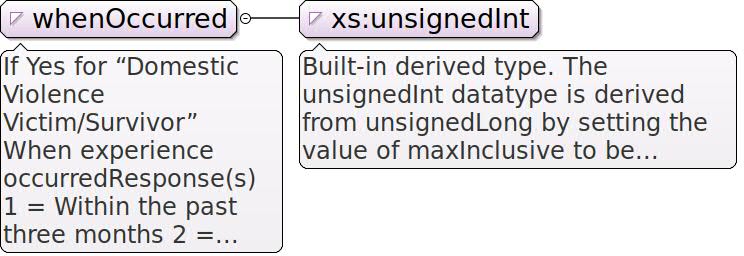 whenOccurred
xs:unsignedInt
If Yes for “Domestic
Violence
Victim/Survivor”
When experience
occurredResponse(s)
1 = Within the past
three months 2 =...
Built-in derived type. The
unsignedInt datatype is derived
from unsignedLong by setting the
value of maxInclusive to be...